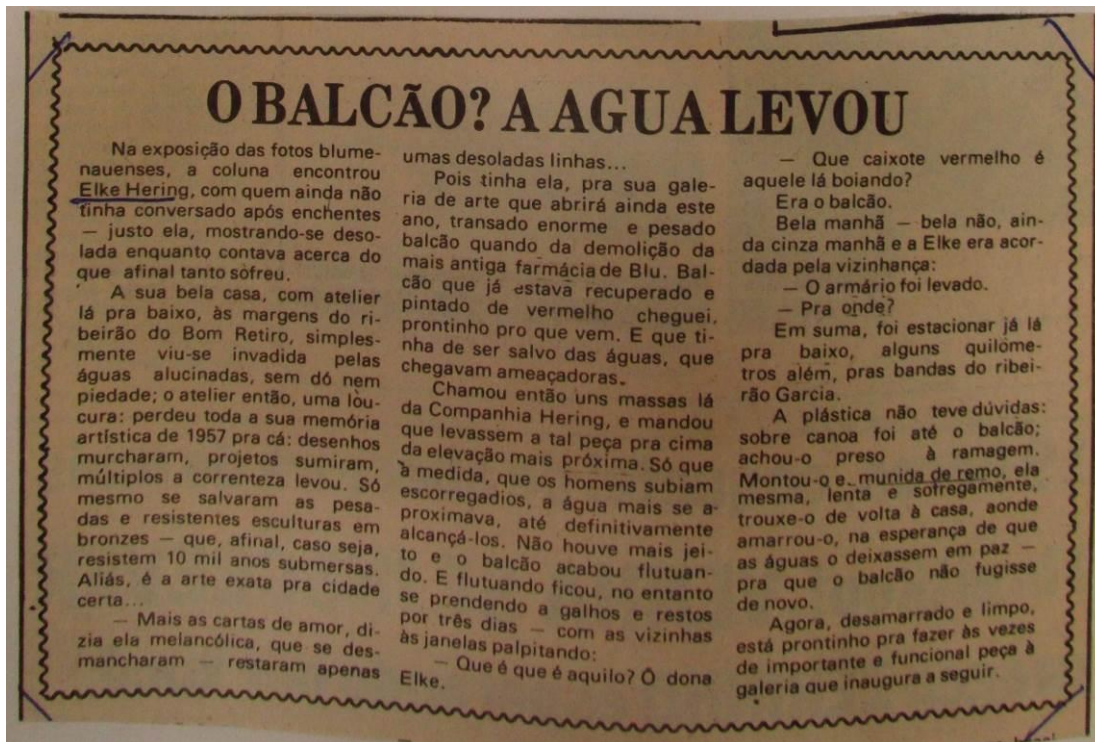 O BALCÃO? A AGUA LEVOU
Na exposição das fotos blume-
nauenses, a coluna encontrou
Elke Hering, com quem ainda não
tinha conversado após enchentes
— justo ela, mostrando-se deso-
lada enquanto contava acerca do
que afinal tanto sofreu.
A sua bela casa, com atelier
lá pra baixo, às margens do ri-
beirão do Bom Retiro, simples-
mente viu-se invadida pelas
águas alucinadas, sem dó nem
piedade; o atelier então, uma lou-
cura: perdeu toda a sua memória
artística de 1957 pra cá: desenhos
murcharam, projetos sumiram,
múltiplos a correnteza levou. Só
mesmo se salvaram as pesa-
das e resistentes esculturas em
bronzes — que, afinal, caso seja,
resistem 10 mil anos submersas.
Aliás, é a arte exata pra cidade
certa...
— Mais as cartas de amor, di-
zia ela melancólica, que se des-
mancharam — restaram apenas
umas desoladas linhas...
Pois tinha ela, pra sua gale-
ria de arte que abrirá ainda este
ano, transado enorme e pesado
balcão quando da demolição da
mais antiga farmácia de Blu. Bal-
cão que já estava recuperado e
pintado de vermelho cheguei,
prontinho pro que vem. E que ti-
nha de ser salvo das águas, que
chegavam ameaçadoras.
Chamou então uns massas lá
da Companhia Hering, e mandou
que levassem a tal peça pra cima
da elevação mais próxima. Só que
à medida, que os homens subiam
escorregadios, a água mais se a-
proximava, até definitivamente
alcançá-los. Não houve mais jei-
to e o balcão acabou flutuan-
do. E flutuando ficou, no entanto
se prendendo a galhos e restos
por três dias — com as vizinhas
às janelas palpitando:
— Que é que é aquilo? Ô dona
Elke.
— Que caixote vermelho é
aquele lá boiando?
Era o balcão.
Bela manhã — bela não, ain-
da cinza manhã e a Elke era acor-
dada pela vizinhança:
— O armário foi levado.
— Pra onde?
Em suma, foi estacionar já lá
pra baixo, alguns quilôme-
tros além, pras bandas do ribei-
rão Garcia.
A plástica não teve dúvidas:
sobre canoa foi até o balcão;
achou-o preso à ramagem.
Montou-o e munida de remo, ela
mesma, lenta e sofregamente,
trouxe-o de volta à casa, aonde
amarrou-o, na esperança de que
as águas o deixassem em paz —
pra que o balcão não fugisse
de novo.
Agora, desamarrado e limpo,
está prontinho pra fazer às vezes
de importante e funcional peça à
galeria que inaugura a seguir.